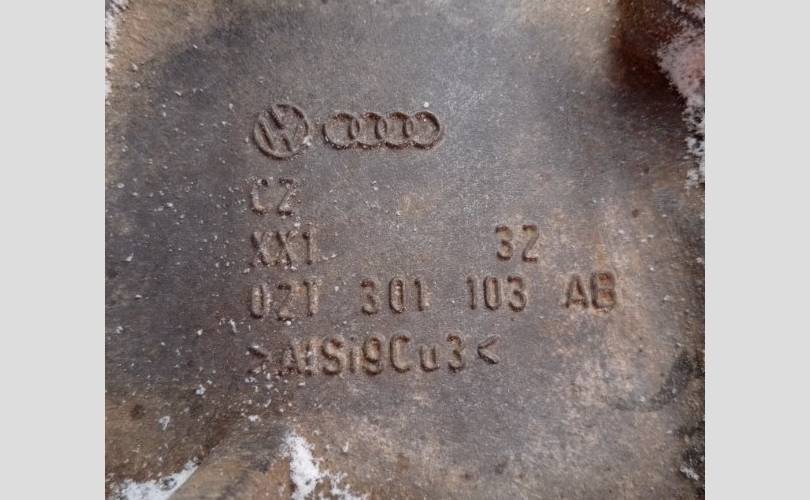 CZ
XX1 32
02T 301 103 AB
>AlSi9Cu3<